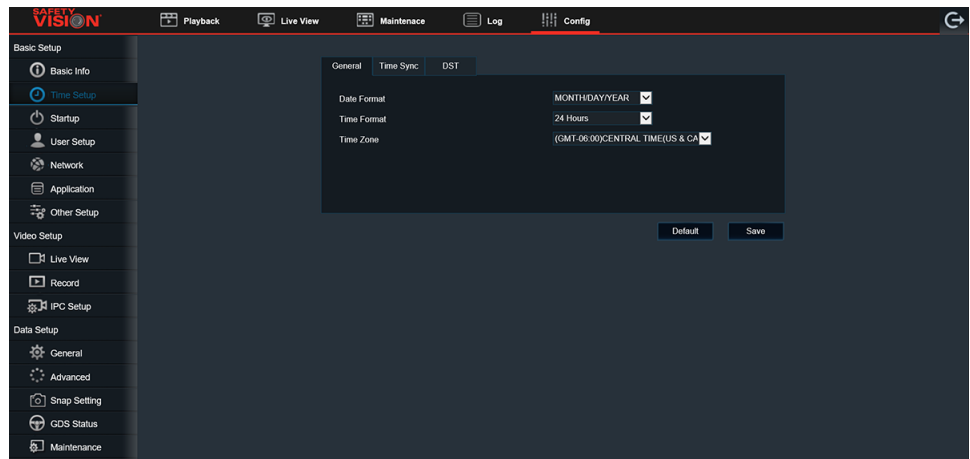 SAFETY
VISION
Playback
Live View
Maintenace
Log
Config
Basic Setup
Basic Info
Time Setup
Startup
User Setup
Network
Application
Other Setup
Video Setup
Live View
Record
IPC Setup
Data Setup
General
Advanced
Snap Setting
GDS Status
Maintenance
General Time Sync DST
Date Format MONTH/DAY/YEAR
Time Format 24 Hours
Time Zone (GMT-06:00)CENTRAL TIME(US & CA
Default Save